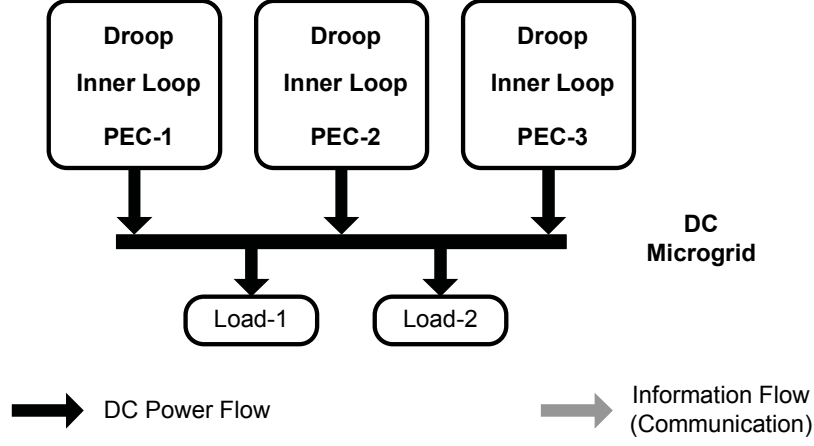 Droop
Inner Loop
PEC-1
Droop
Inner Loop
PEC-2
Droop
Inner Loop
PEC-3
DC
Microgrid
Load-1
Load-2
DC Power Flow
Information Flow
(Communication)